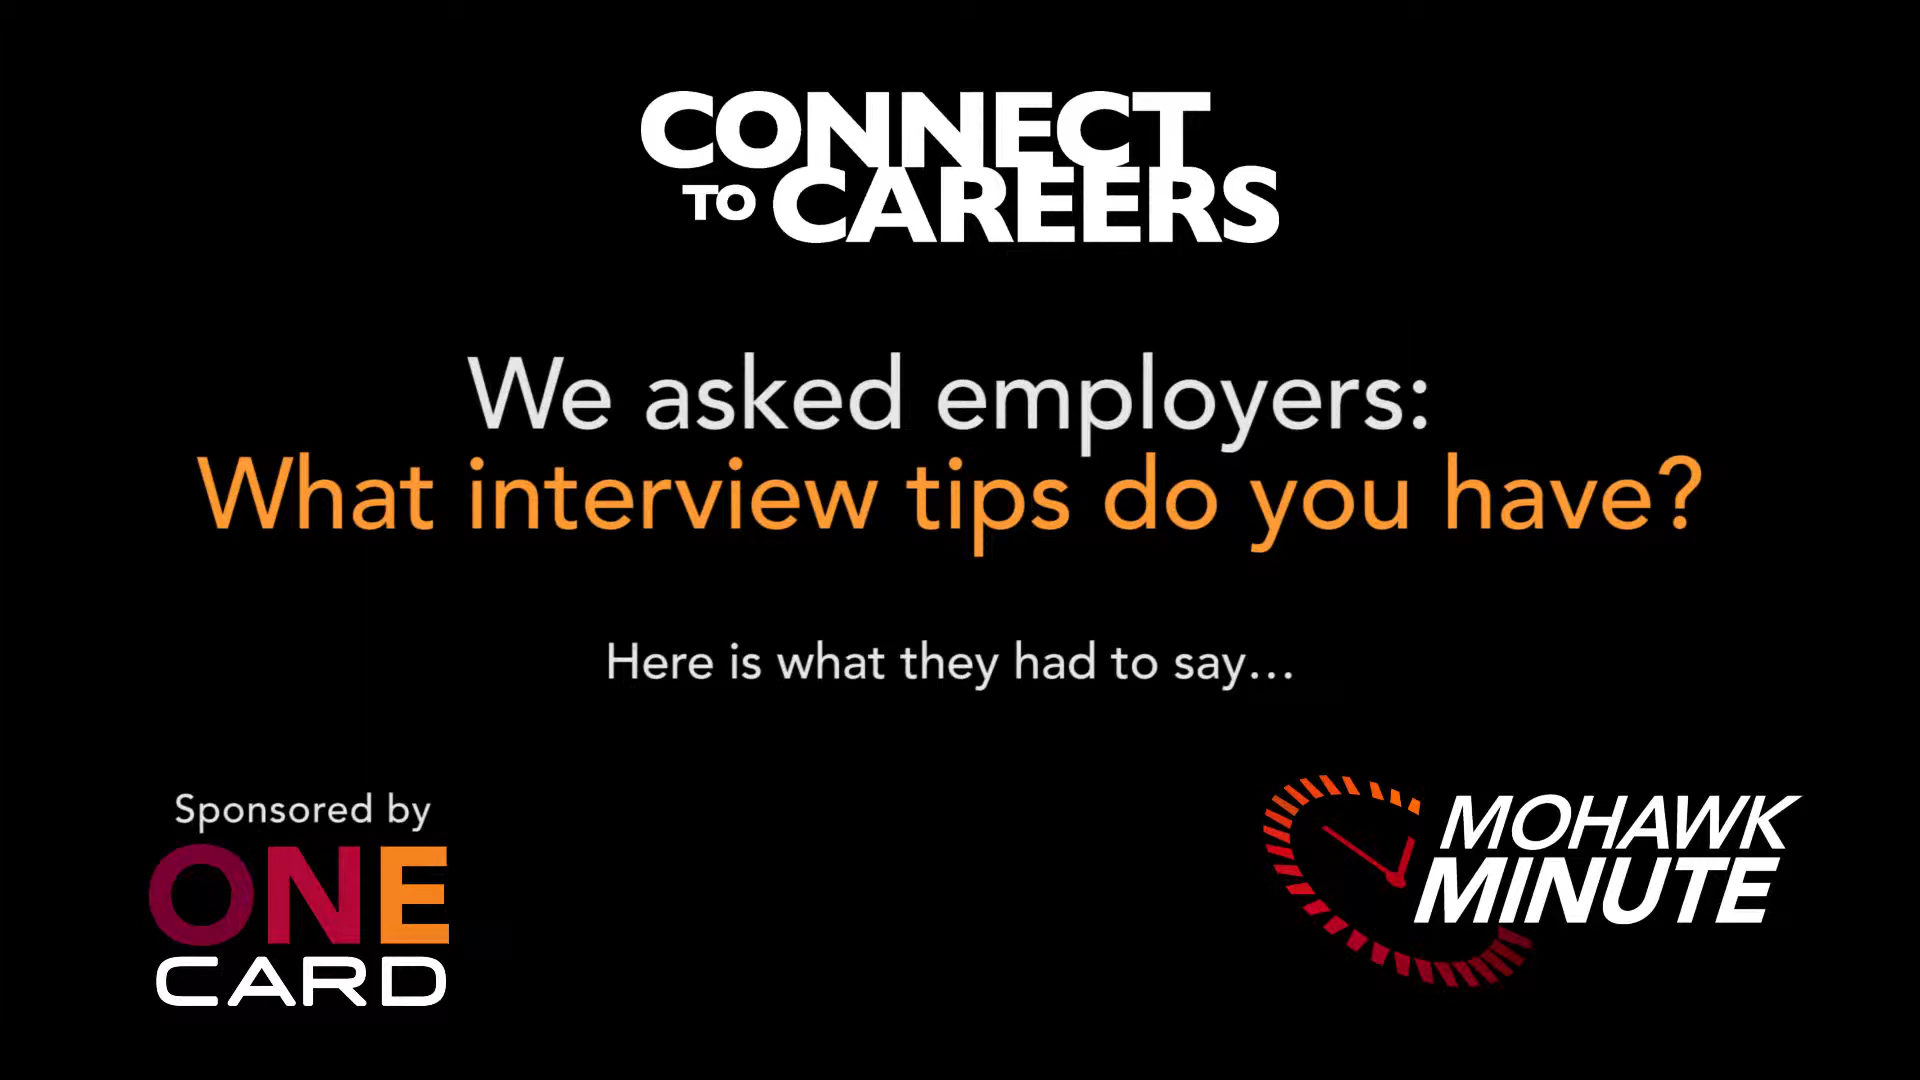 CONNECT
TO CAREERS
We asked employers:
What interview tips do you have?
Here is what they had to say...
Sponsored by
ONE
CARD
MOHAWK
MINUTE